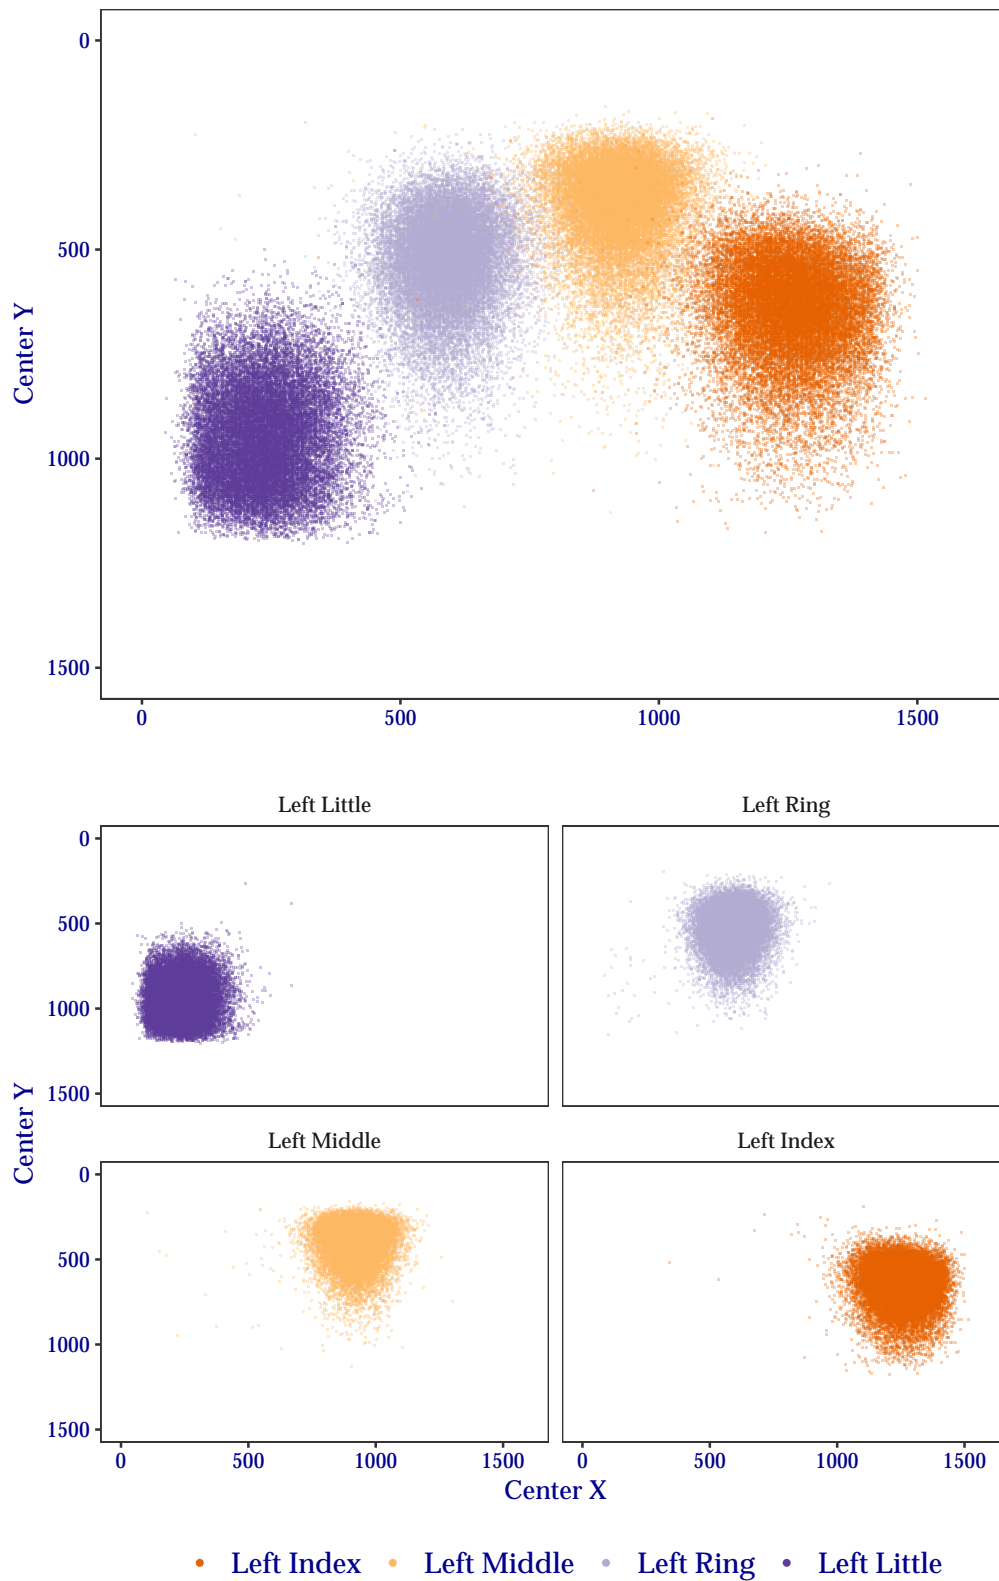 0
500
1000
1500
Center Y
0 500 1000 1500
Left Little Left Ring
0
500
1000
1500
Center Y
Left Middle Left Index
0
500
1000
1500
0 500 1000 1500 0 500 1000 1500
Center X
Left Index Left Middle Left Ring Left Little